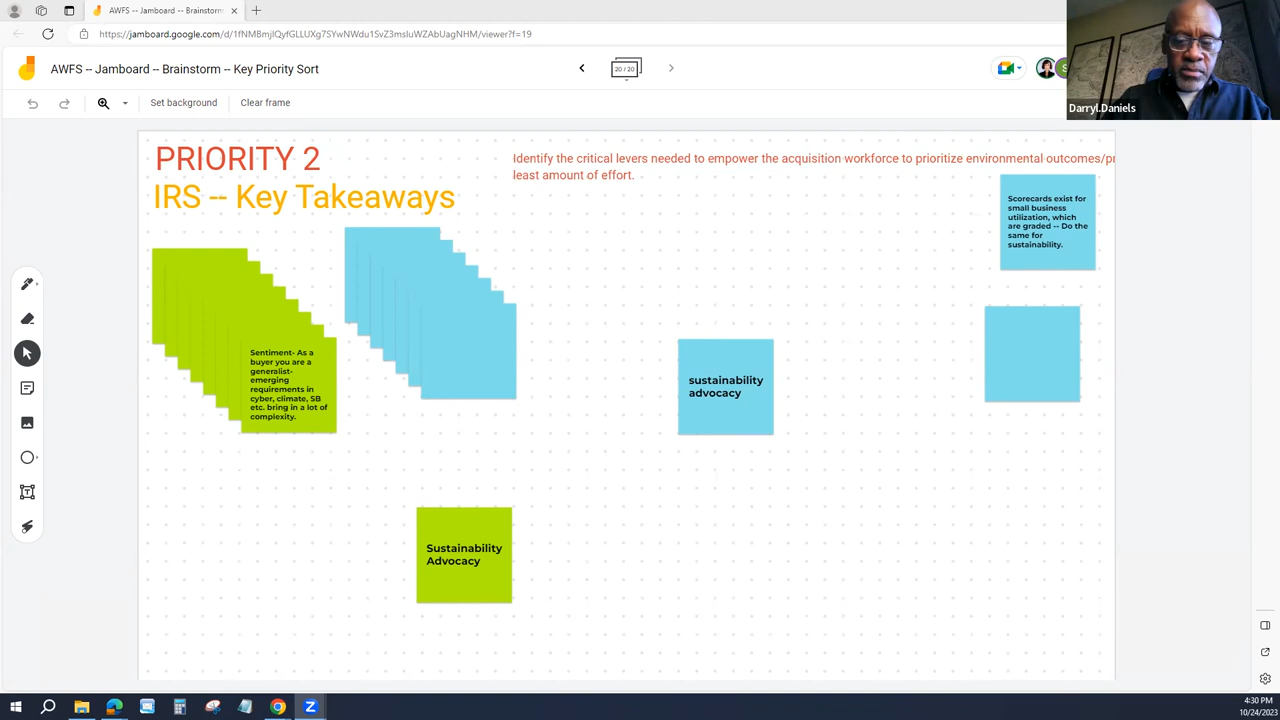 AWFS -- Jamboard -- Brainstorm
https://jamboard.google.com/d/1fNMBmjIQyfGLLUXg7SYwNWdu1SvZ3msIuWZAbUagNHM/viewer?f=19
AWFS -- Jamboard -- Brainstorm -- Key Priority Sort
20 / 20
S
Darryl.Daniels
Set background
Clear frame
PRIORITY 2
IRS -- Key Takeaways
Identify the critical levers needed to empower the acquisition workforce to prioritize environmental outcomes/pr
least amount of effort.
Scorecards exist for
small business
utilization, which
are graded -- Do the
same for
sustainability.
Sentiment- As a
buyer you are a
generalist-
emerging
requirements in
cyber, climate, SB
etc. bring in a lot of
complexity.
sustainability
advocacy
Sustainability
Advocacy
4:30 PM
10/24/2023